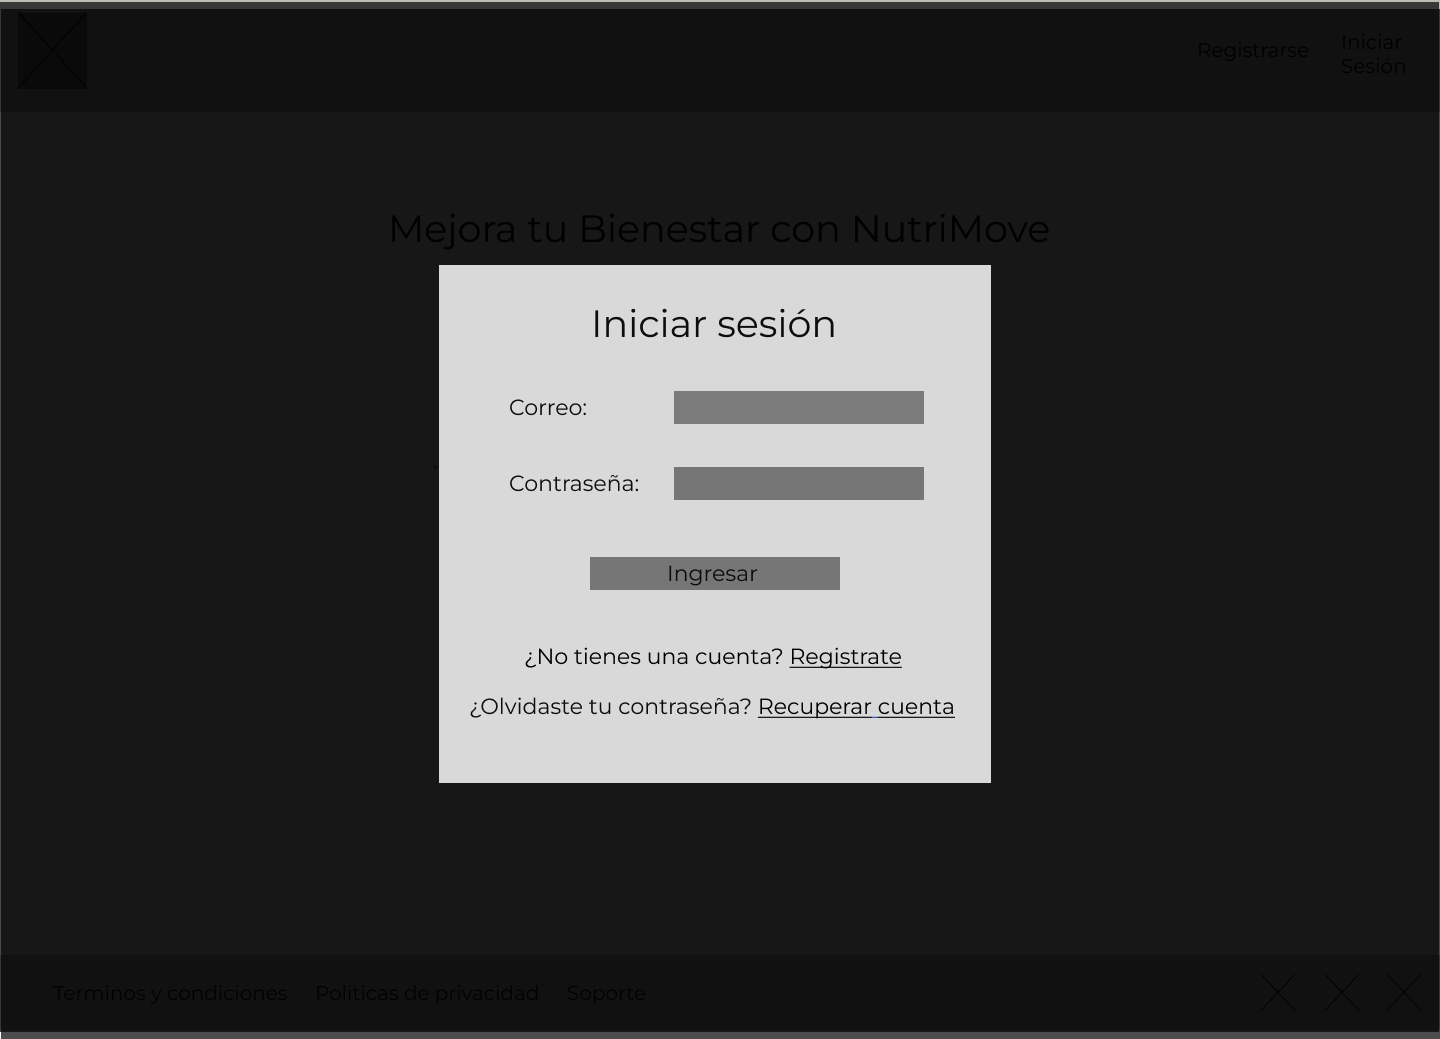 Registrarse
Iniciar
Sesión
Mejora tu Bienestar con NutriMove
Iniciar sesión
Correo:
Contraseña:
Ingresar
¿No tienes una cuenta? Registrate
¿Olvidaste tu contraseña? Recuperar cuenta
Terminos y condiciones Politicas de privacidad Soporte